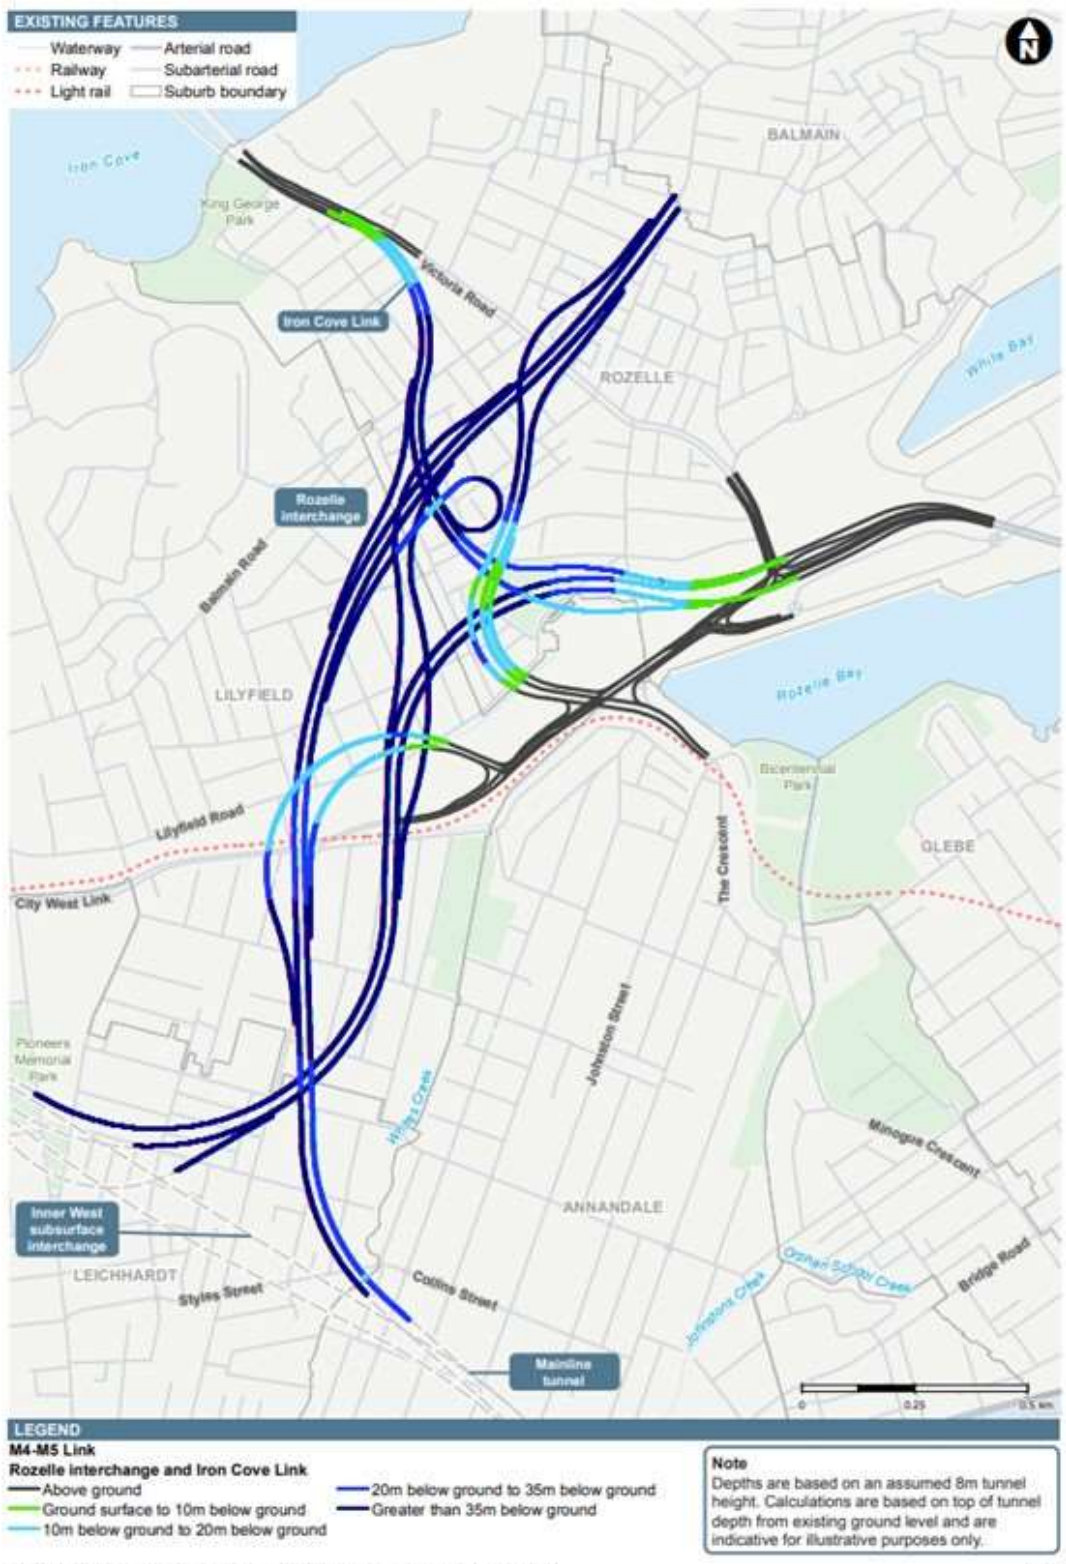 EXISTING FEATURES
Waterway
Arterial road
Railway
Subarterial road
Light rail
Suburb boundary
N
BALMAIN
Iron Cove
King George
Park
Victoria Road
Iron Cove Link
White Bay
ROZELLE
Rozelle
interchange
Balmain Road
LILYFIELD
Rozelle Bay
Bicentennial
Park
Lilyfield Road
The Crescent
GLEBE
City West Link
Johnston Street
Pioneers
Memorial
Park
Whites Creek
Minogue Crescent
ANNANDALE
Inner West
subsurface
interchange
LEICHHARDT
Styles Street
Collins Street
Johnstons Creek
Orphan School Creek
Bridge Road
Mainline
tunnel
0 0.25 0.5 km
LEGEND
M4-M5 Link
Rozelle interchange and Iron Cove Link
Above ground
Ground surface to 10m below ground
10m below ground to 20m below ground
20m below ground to 35m below ground
Greater than 35m below ground
Note
Depths are based on an assumed 8m tunnel
height. Calculations are based on top of tunnel
depth from existing ground level and are
indicative for illustrative purposes only.